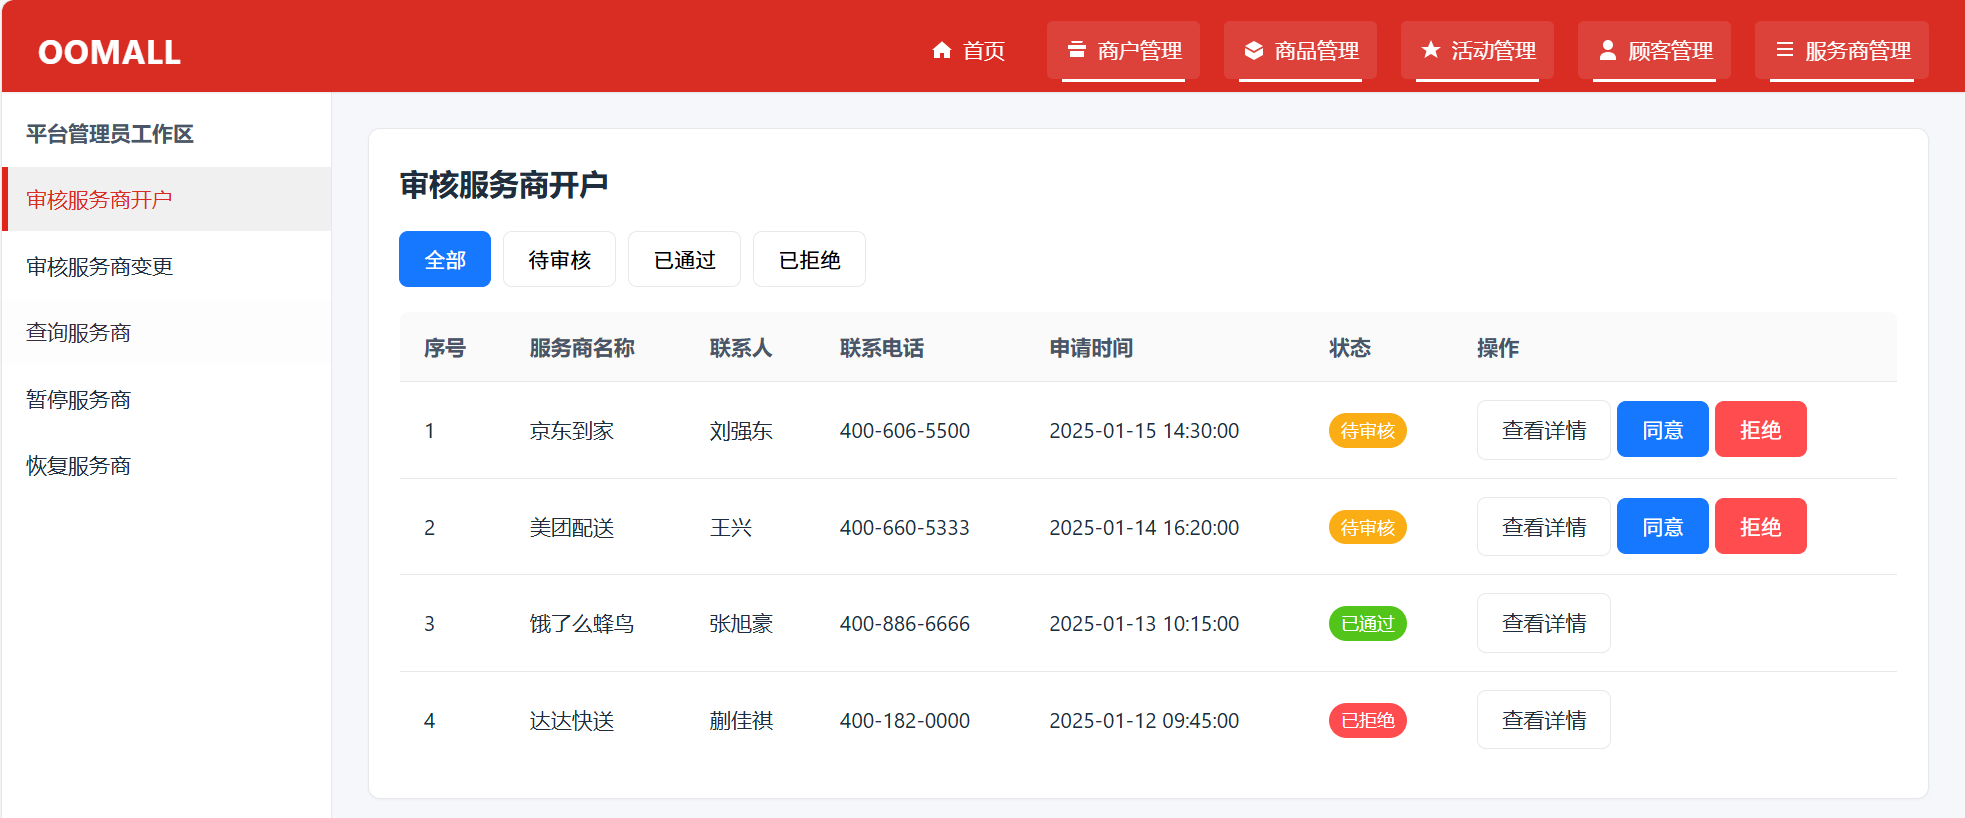 OOMALL 首页 商户管理 商品管理 活动管理 顾客管理 服务商管理
平台管理员工作区
审核服务商开户
审核服务商变更
查询服务商
暂停服务商
恢复服务商
审核服务商开户
全部 待审核 已通过 已拒绝
序号 服务商名称 联系人 联系电话 申请时间 状态 操作
1 京东到家 刘强东 400-606-5500 2025-01-15 14:30:00 待审核 查看详情 同意 拒绝
2 美团配送 王兴 400-660-5333 2025-01-14 16:20:00 待审核 查看详情 同意 拒绝
3 饿了么蜂鸟 张旭豪 400-886-6666 2025-01-13 10:15:00 已通过 查看详情
4 达达快送 蒯佳祺 400-182-0000 2025-01-12 09:45:00 已拒绝 查看详情